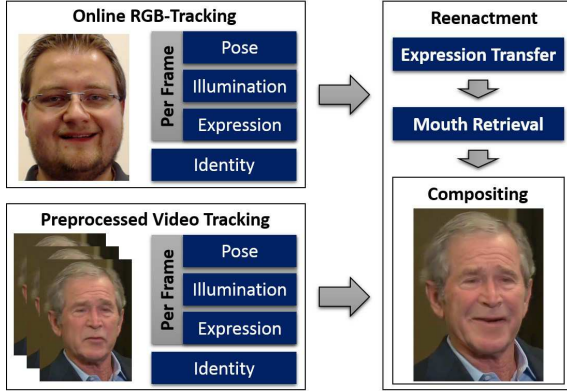 Online RGB-Tracking
Per Frame
Pose
Illumination
Expression
Identity
Preprocessed Video Tracking
Per Frame
Pose
Illumination
Expression
Identity
Reenactment
Expression Transfer
Mouth Retrieval
Compositing